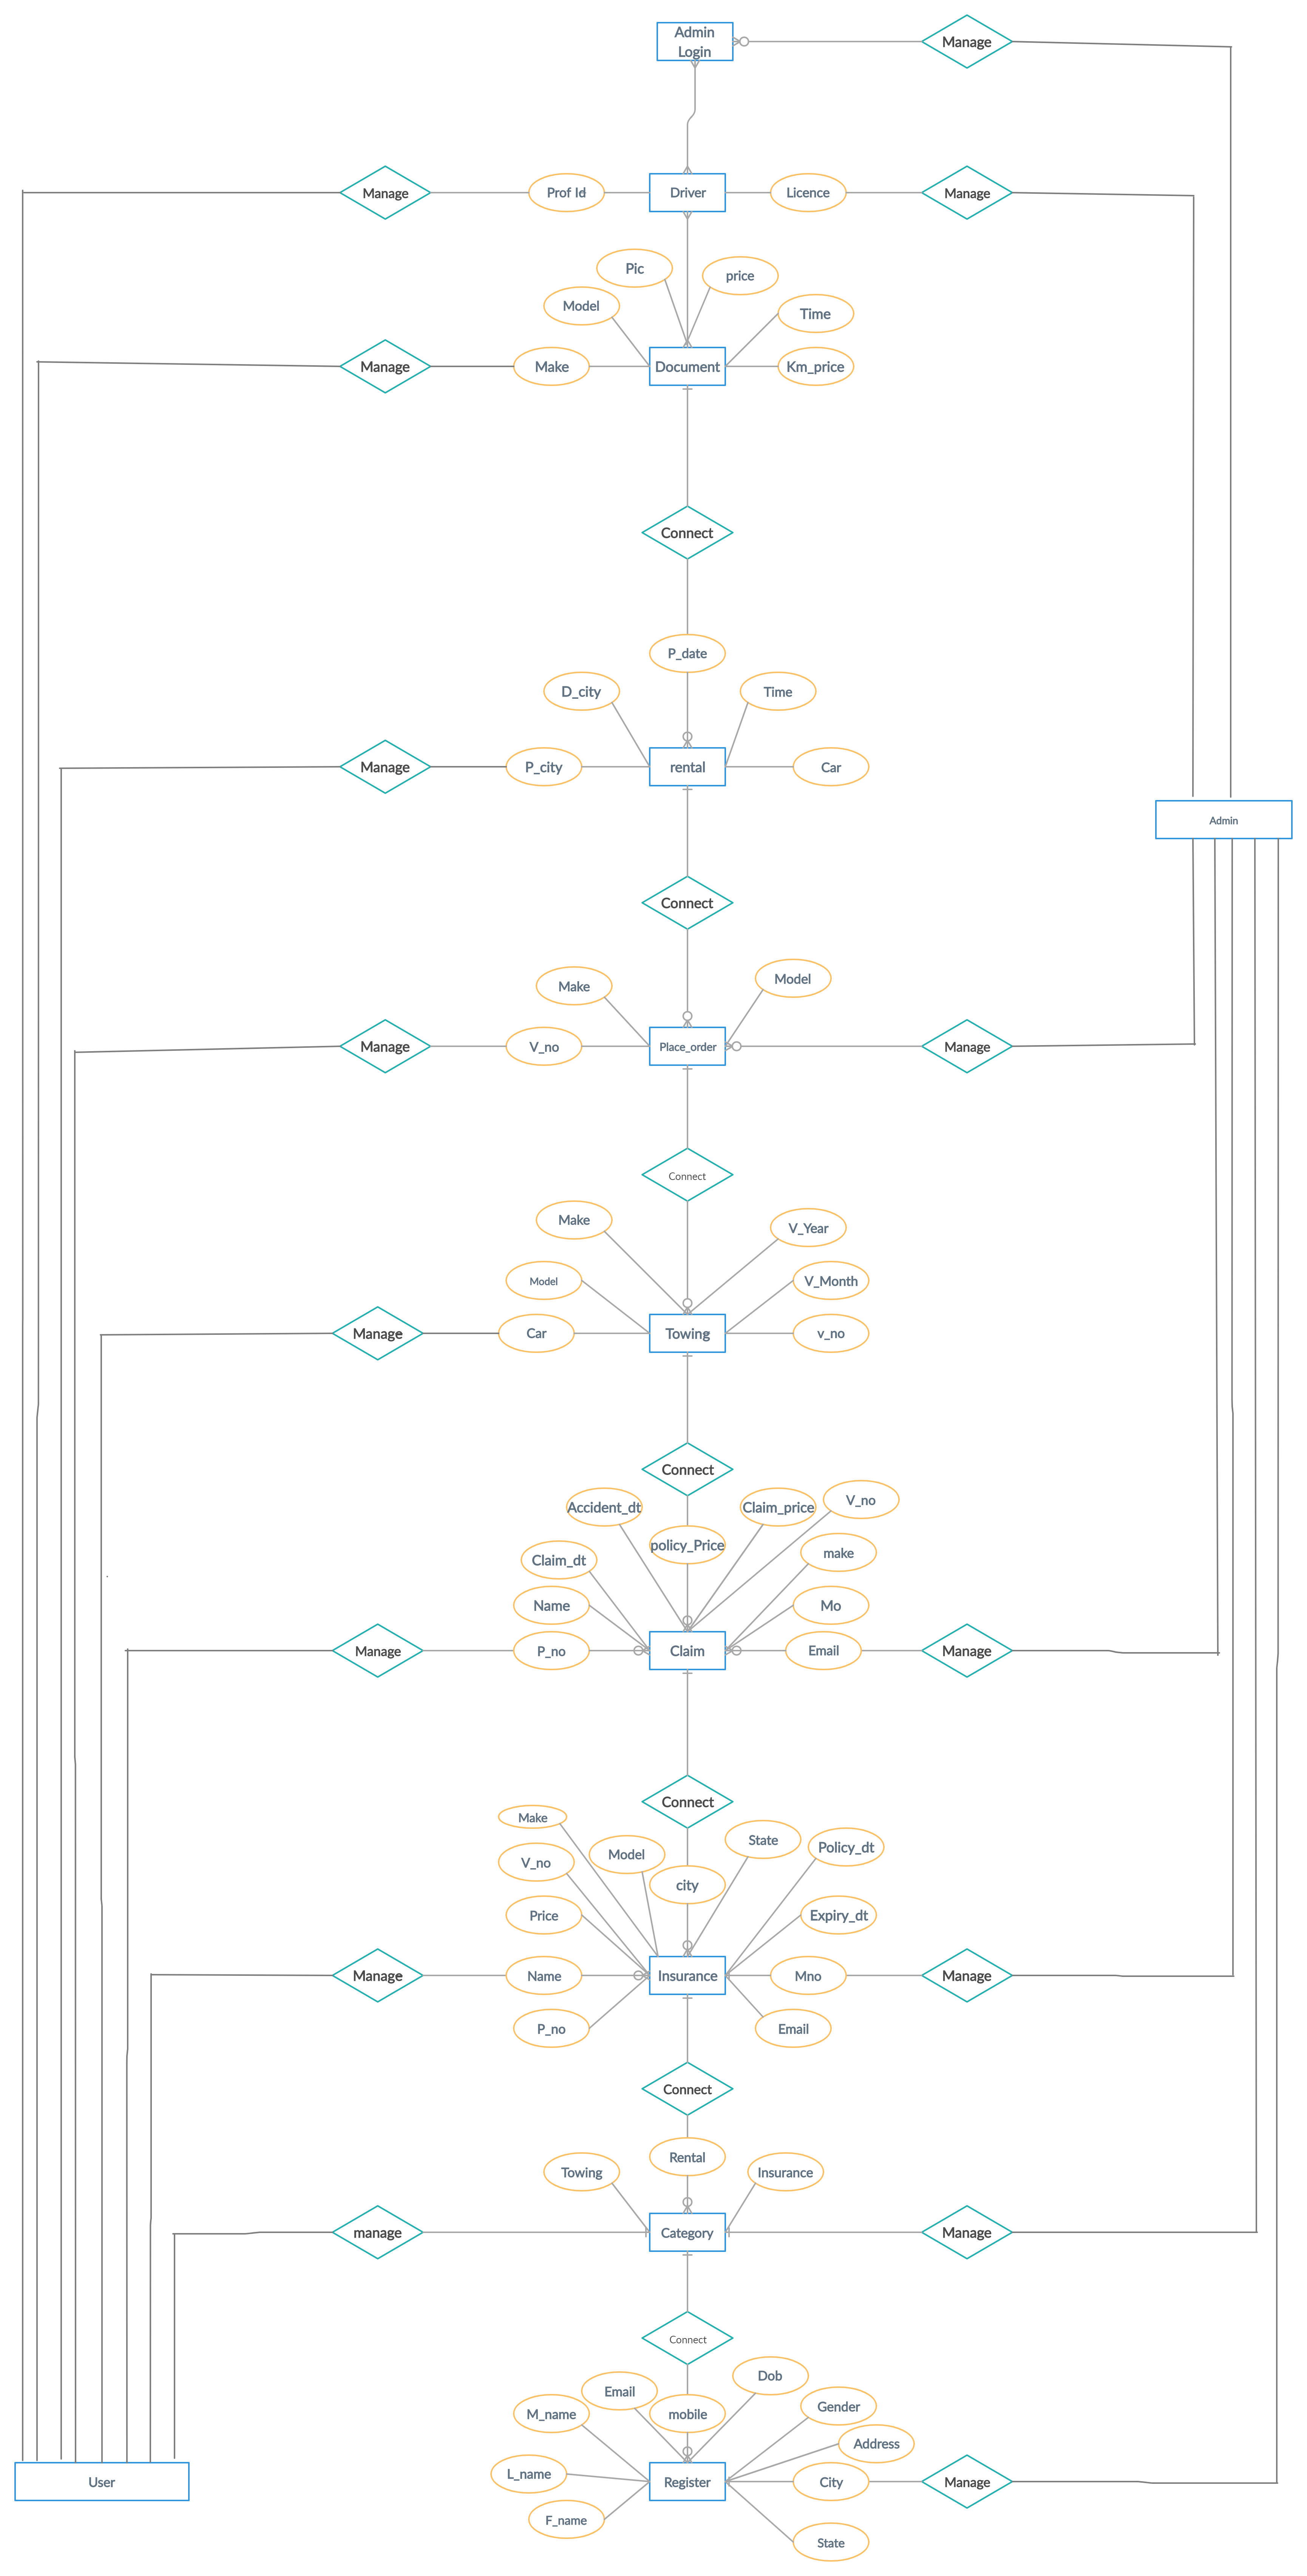 Admin
Login
Manage
Manage
Prof Id
Driver
Licence
Manage
Pic
price
Model
Time
Manage
Make
Document
Km_price
Connect
P_date
D_city
Time
Manage
P_city
rental
Car
Admin
Connect
Make
Model
Manage
V_no
Place_order
Manage
Connect
Make
V_Year
Model
V_Month
Manage
Car
Towing
v_no
Connect
Accident_dt
Claim_price
V_no
policy_Price
Claim_dt
make
Name
Mo
Manage
P_no
Claim
Email
Manage
Connect
Make
State
Policy_dt
V_no
Model
city
Price
Expiry_dt
Manage
Name
Insurance
Mno
Manage
P_no
Email
Connect
Rental
Towing
Insurance
manage
Category
Manage
Connect
Dob
Email
Gender
M_name
mobile
Address
L_name
User
Register
City
Manage
F_name
State